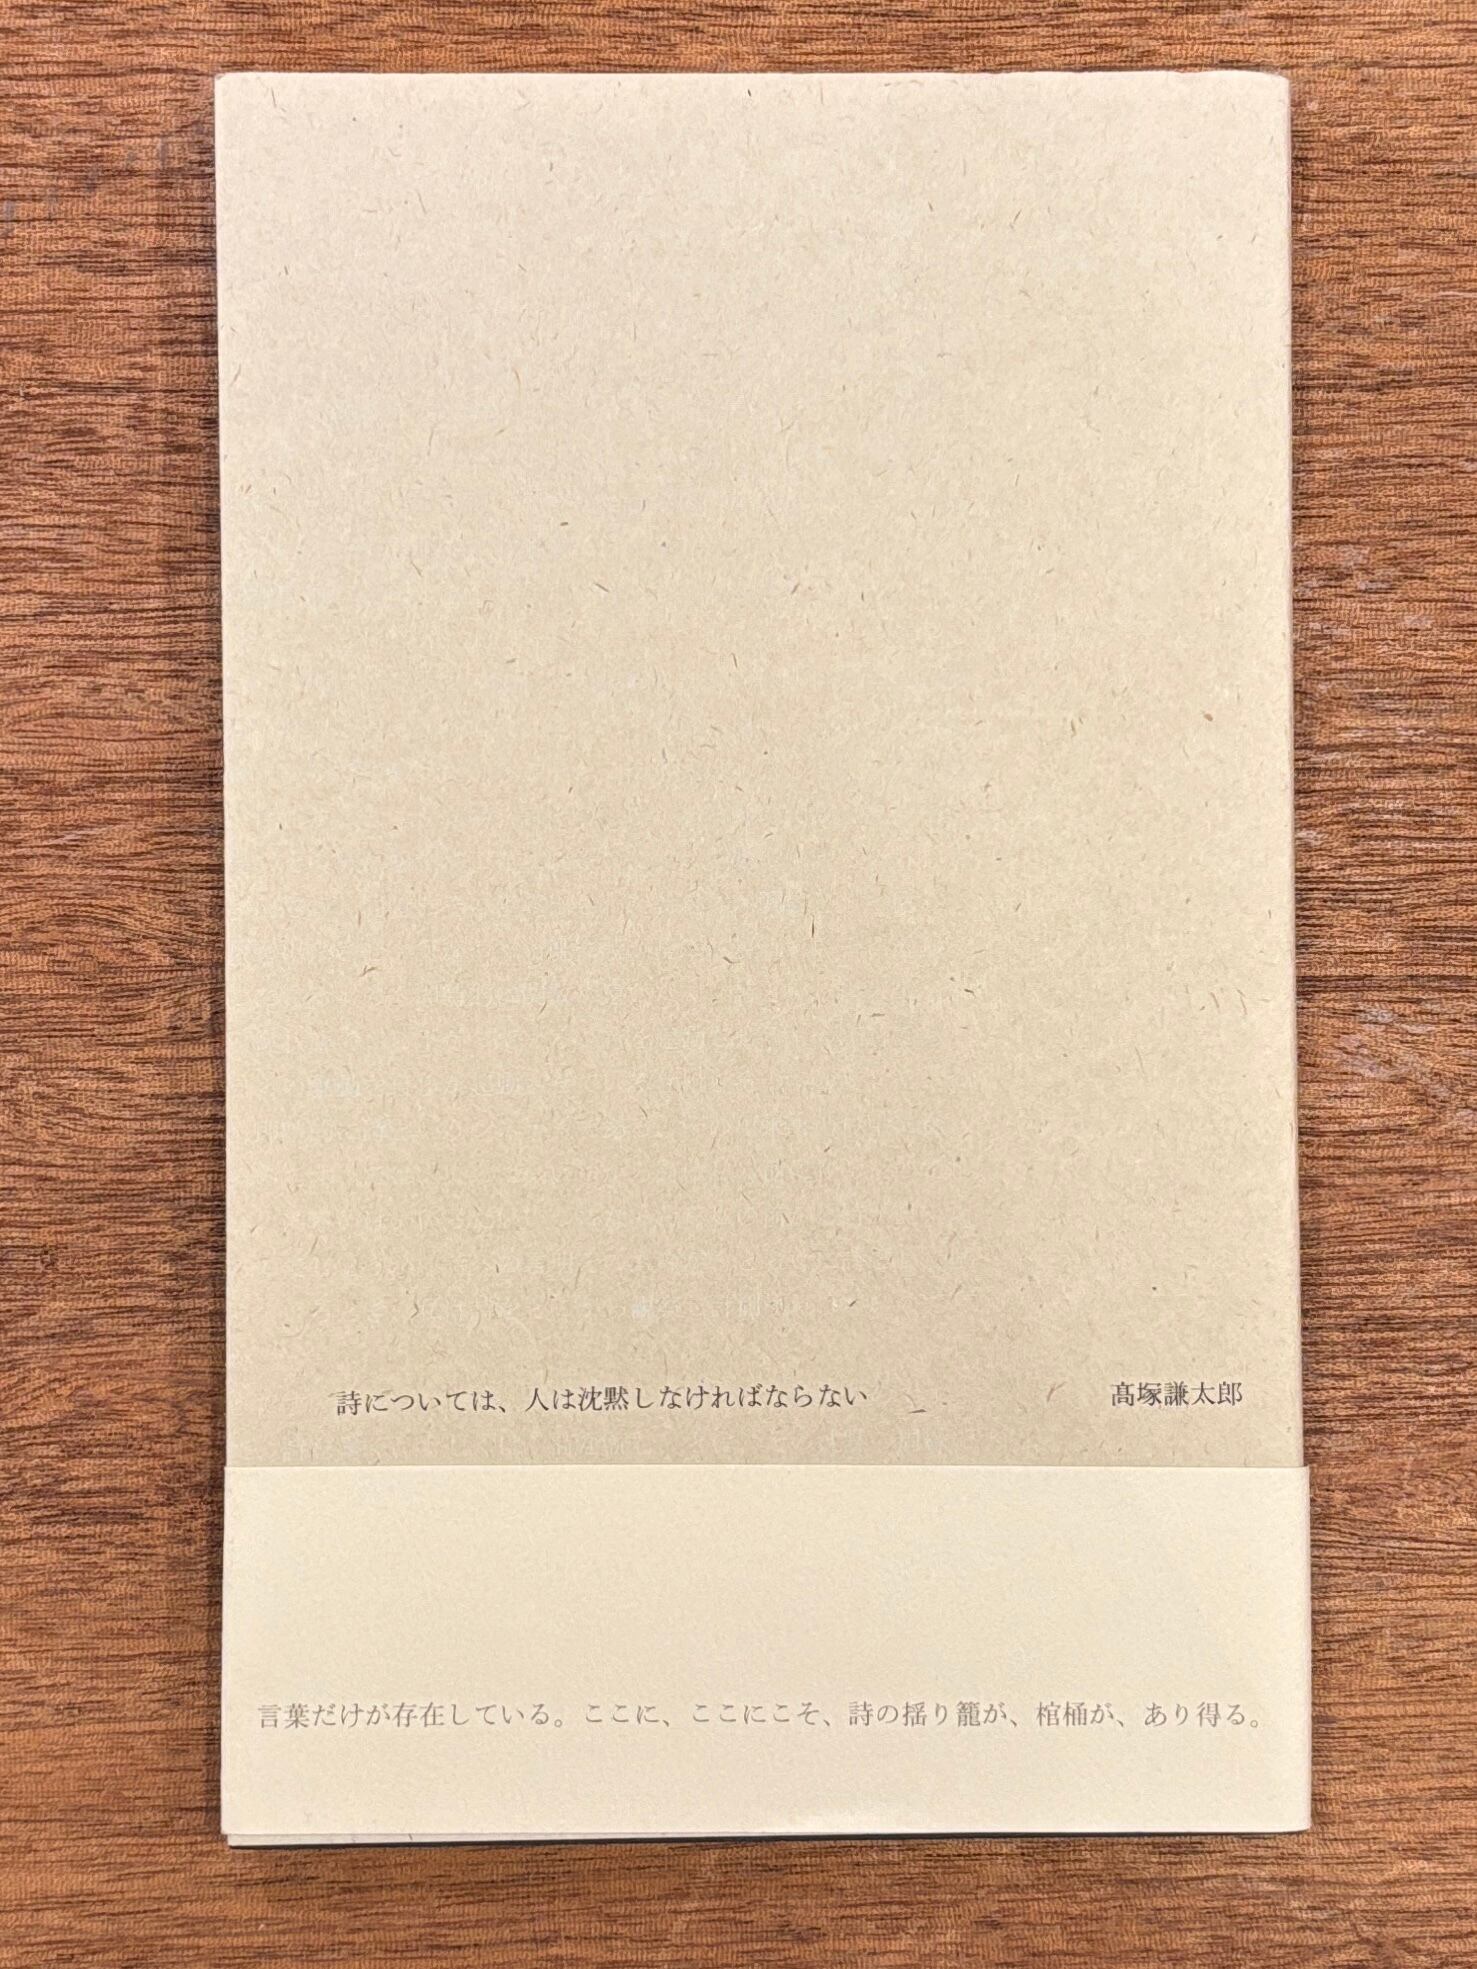 詩については、人は沈黙しなければならない 髙塚謙太郎
言葉だけが存在している。ここに、ここにこそ、詩の揺り籠が、棺桶が、あり得る。